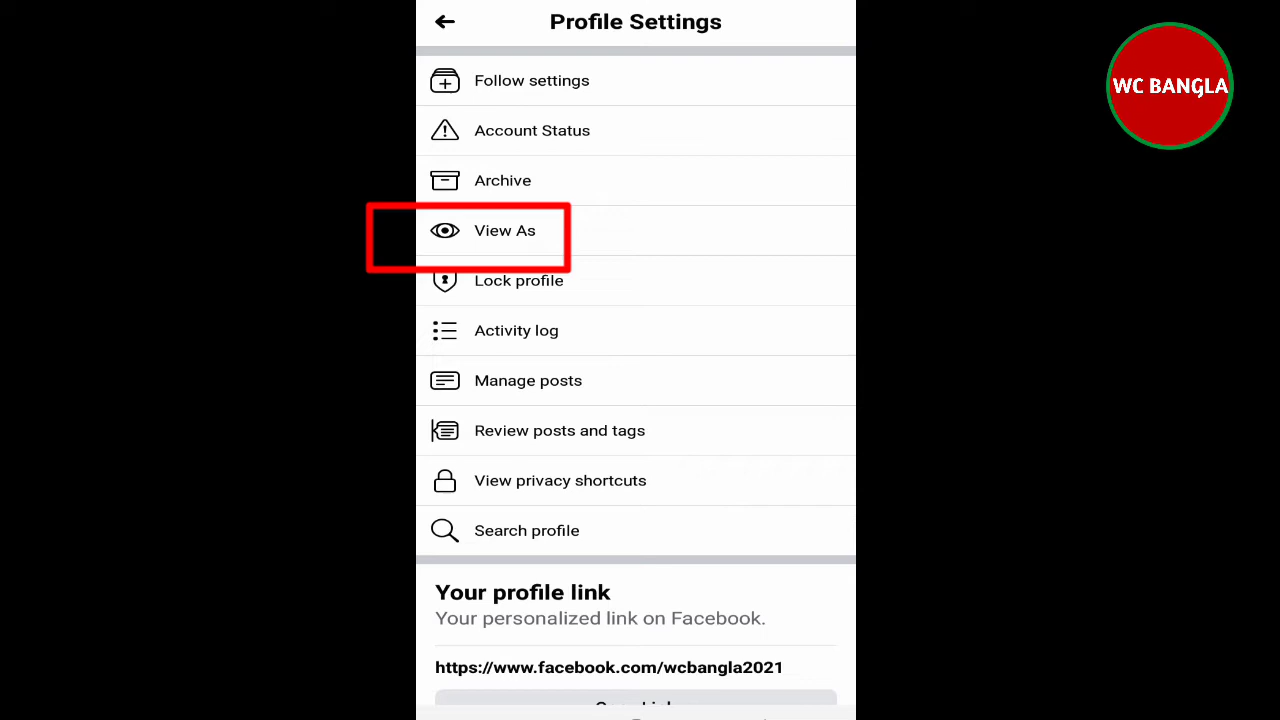 Profile Settings
WC BANGLA
Follow settings
Account Status
Archive
View As
Lock profile
Activity log
Manage posts
Review posts and tags
View privacy shortcuts
Search profile
Your profile link
Your personalized link on Facebook.
https://www.facebook.com/wcbangla2021